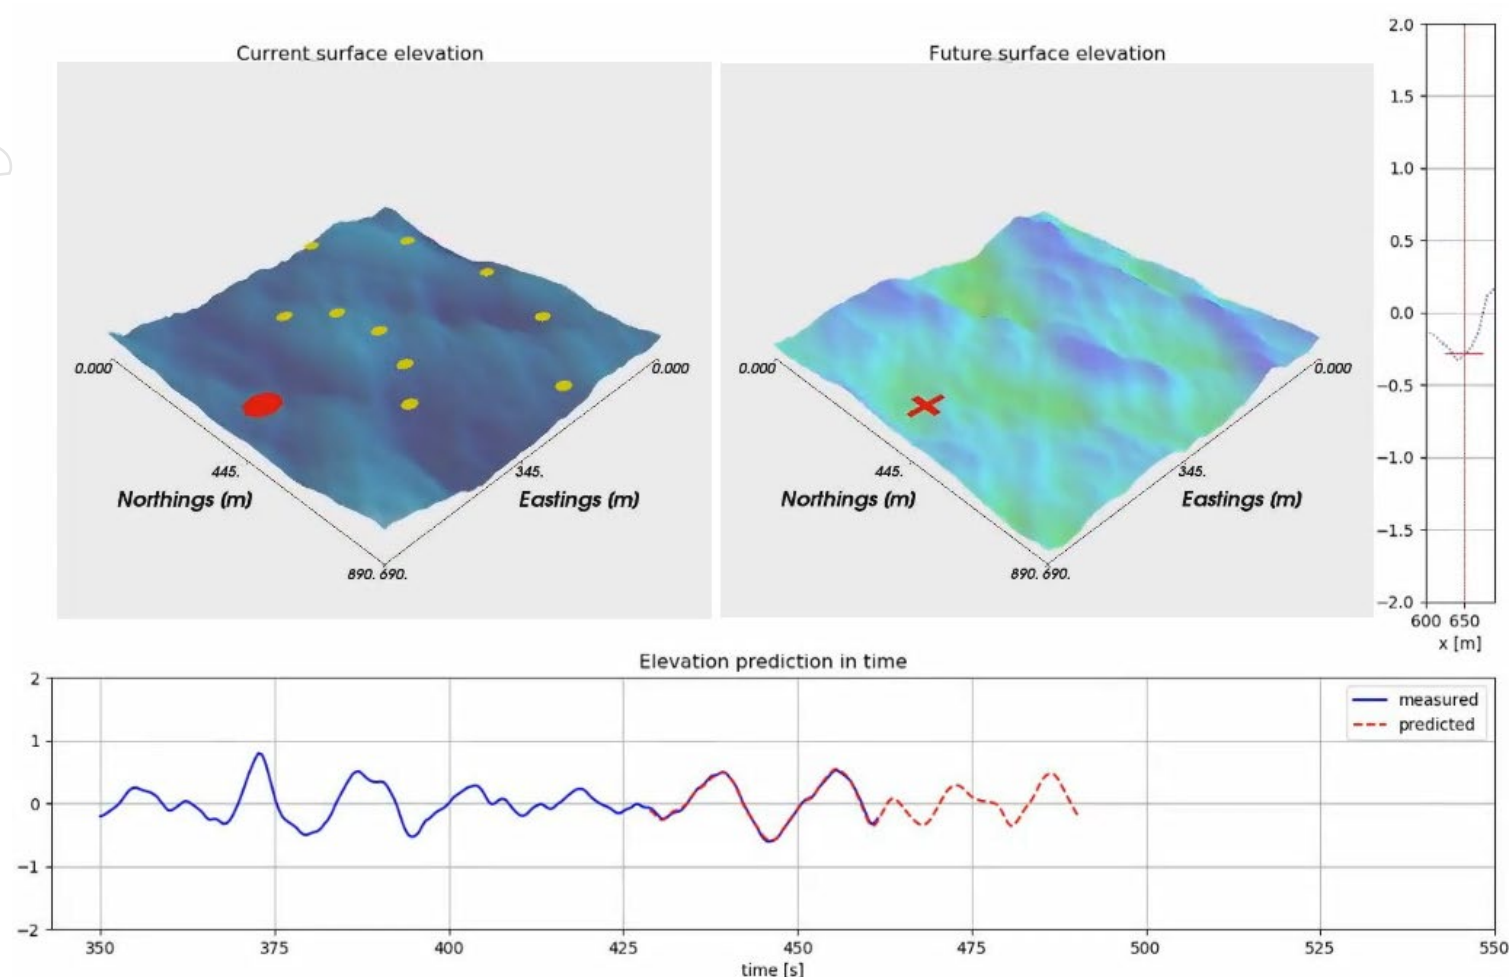 Current surface elevation
0.000
0.000
445.
345.
Northings (m)
Eastings (m)
890. 690.
Future surface elevation
0.000
0.000
445.
345.
Northings (m)
Eastings (m)
890. 690.
2.0
1.5
1.0
0.5
0.0
−0.5
−1.0
−1.5
−2.0
600 650
x [m]
Elevation prediction in time
2
1
0
−1
−2
measured
predicted
350 375 400 425 450 475 500 525 550
time [s]